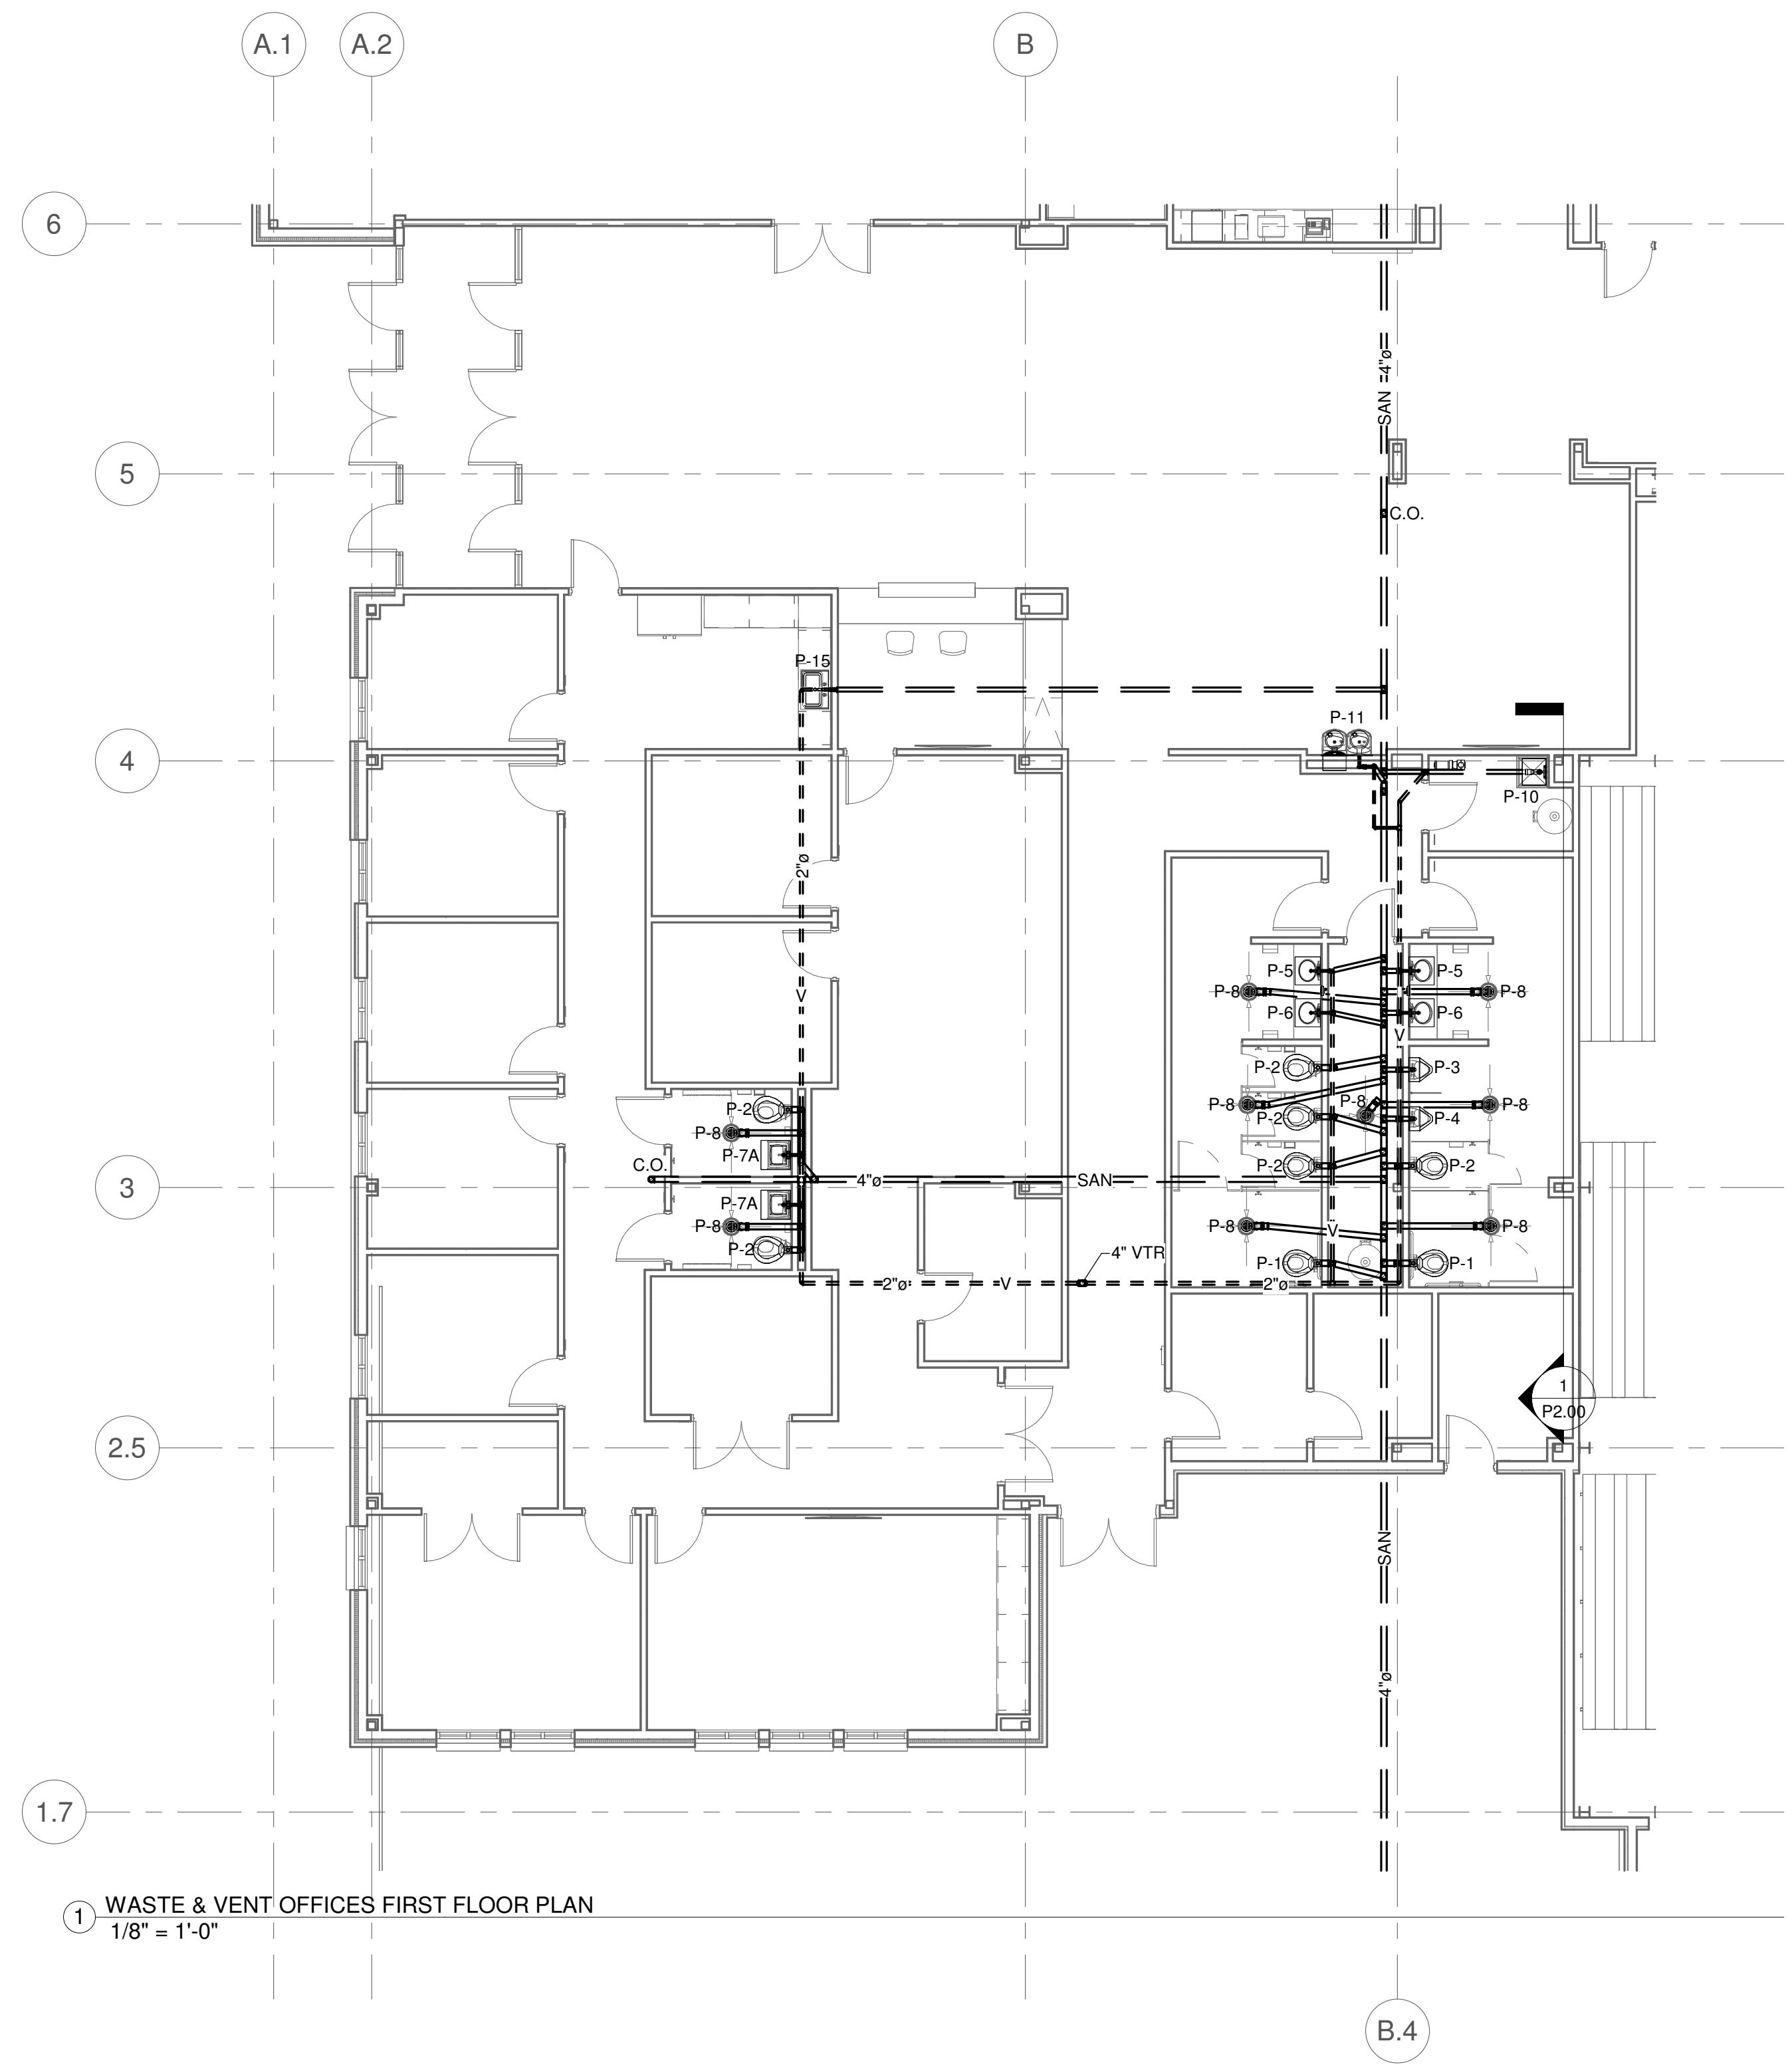 A.1
A.2
B
6
SAN
4"ø
5
C.O.
P-15
P-11
4
P-10
2"ø
V
P-5
P-5
P-8
P-8
P-6
P-6
V
P-2
P-3
P-8
P-2
P-8
P-8
P-4
P-2
P-8
P-7A
C.O.
P-2
P-2
3
4"ø
SAN
P-7A
P-8
P-2
P-8
V
P-8
4" VTR
P-1
P-1
2"ø
V
2"ø
1
P2.00
2.5
SAN
4"ø
1.7
1
WASTE & VENT OFFICES FIRST FLOOR PLAN
1/8" = 1'-0"
B.4